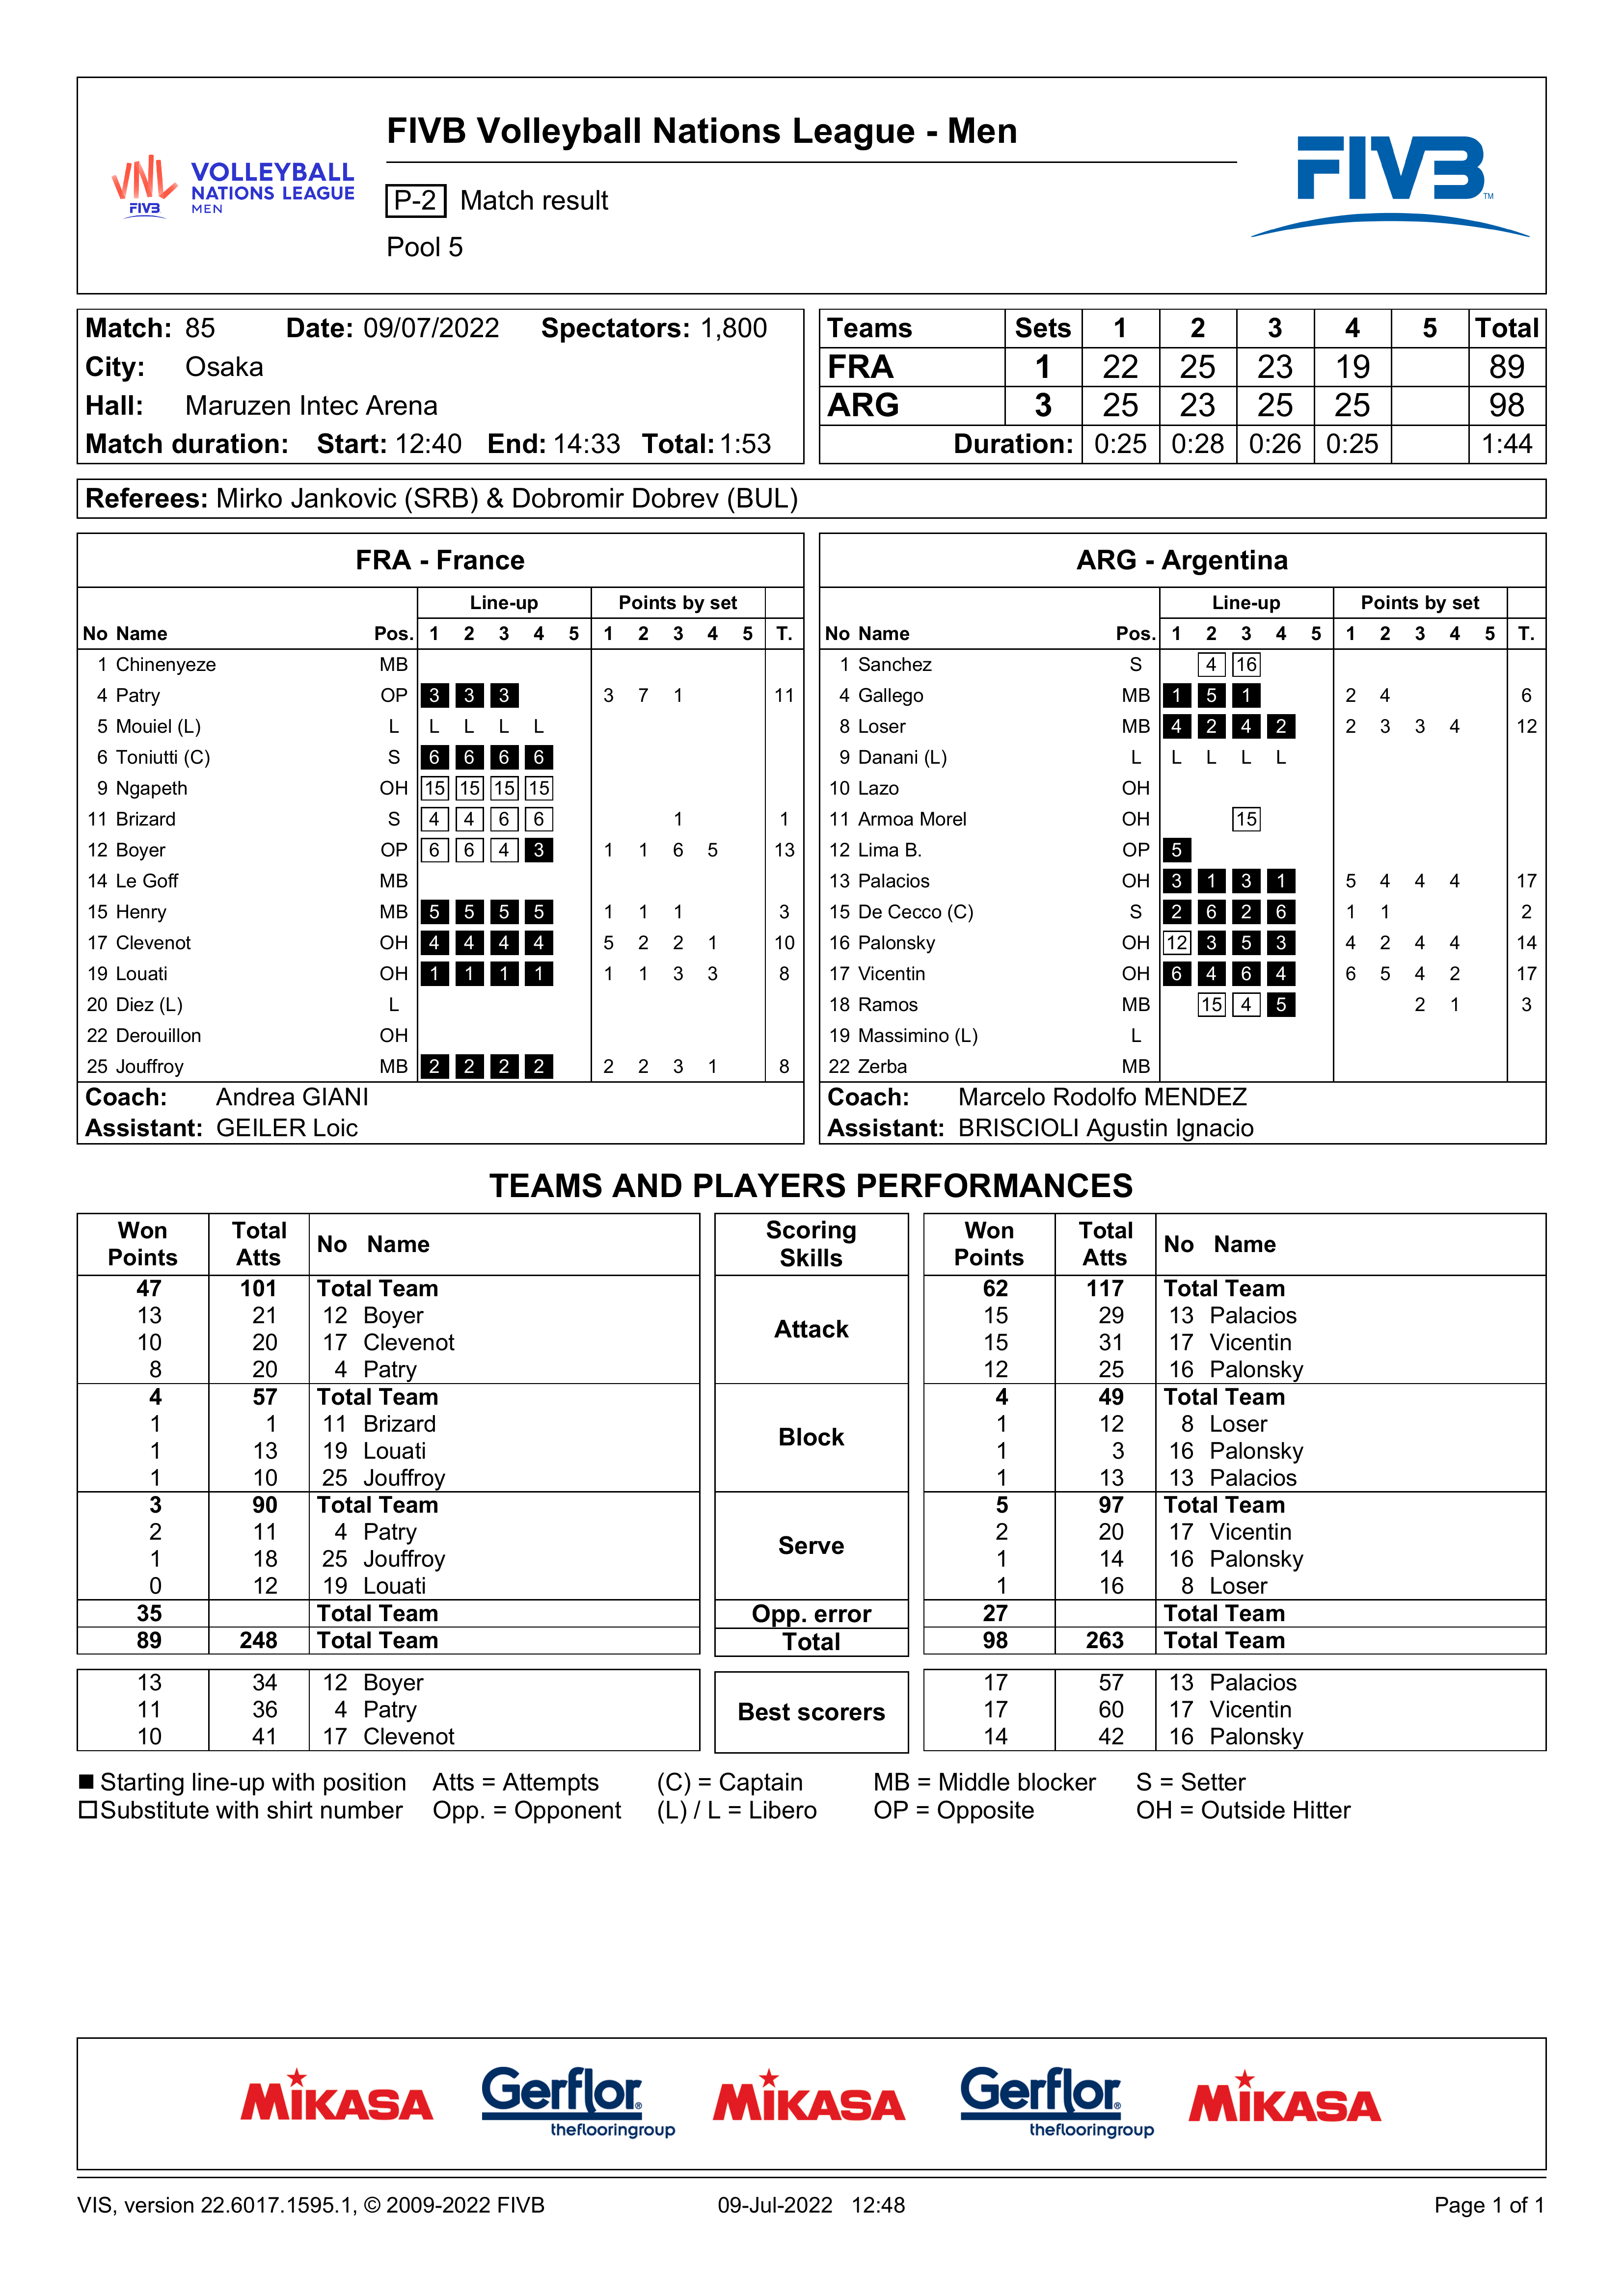 FIVB Volleyball Nations League - Men
VNL FIVB
VOLLEYBALL
NATIONS LEAGUE
MEN
P-2 Match result
Pool 5
FIVB TM
Match: 85 Date: 09/07/2022 Spectators: 1,800
City: Osaka
Hall: Maruzen Intec Arena
Match duration: Start: 12:40 End: 14:33 Total: 1:53
Teams Sets 1 2 3 4 5 Total
FRA 1 22 25 23 19 89
ARG 3 25 23 25 25 98
Duration: 0:25 0:28 0:26 0:25 1:44
Referees: Mirko Jankovic (SRB) & Dobromir Dobrev (BUL)
FRA - France
Line-up Points by set
No Name Pos. 1 2 3 4 5 1 2 3 4 5 T.
1 Chinenyeze MB
4 Patry OP 3 3 3 3 7 1 11
5 Mouiel (L) L L L L L
6 Toniutti (C) S 6 6 6 6
9 Ngapeth OH 15 15 15 15
11 Brizard S 4 4 6 6 1 1
12 Boyer OP 6 6 4 3 1 1 6 5 13
14 Le Goff MB
15 Henry MB 5 5 5 5 1 1 1 3
17 Clevenot OH 4 4 4 4 5 2 2 1 10
19 Louati OH 1 1 1 1 1 1 3 3 8
20 Diez (L) L
22 Derouillon OH
25 Jouffroy MB 2 2 2 2 2 2 3 1 8
Coach: Andrea GIANI
Assistant: GEILER Loic
ARG - Argentina
Line-up Points by set
No Name Pos. 1 2 3 4 5 1 2 3 4 5 T.
1 Sanchez S 4 16
4 Gallego MB 1 5 1 2 4 6
8 Loser MB 4 2 4 2 2 3 3 4 12
9 Danani (L) L L L L L
10 Lazo OH
11 Armoa Morel OH 15
12 Lima B. OP 5
13 Palacios OH 3 1 3 1 5 4 4 4 17
15 De Cecco (C) S 2 6 2 6 1 1 2
16 Palonsky OH 12 3 5 3 4 2 4 4 14
17 Vicentin OH 6 4 6 4 6 5 4 2 17
18 Ramos MB 15 4 5 2 1 3
19 Massimino (L) L
22 Zerba MB
Coach: Marcelo Rodolfo MENDEZ
Assistant: BRISCIOLI Agustin Ignacio
TEAMS AND PLAYERS PERFORMANCES
Won Points Total Atts No Name Scoring Skills Won Points Total Atts No Name
47 101 Total Team Attack 62 117 Total Team
13 21 12 Boyer 15 29 13 Palacios
10 20 17 Clevenot 15 31 17 Vicentin
8 20 4 Patry 12 25 16 Palonsky
4 57 Total Team Block 4 49 Total Team
1 1 11 Brizard 1 12 8 Loser
1 13 19 Louati 1 3 16 Palonsky
1 10 25 Jouffroy 1 13 13 Palacios
3 90 Total Team Serve 5 97 Total Team
2 11 4 Patry 2 20 17 Vicentin
1 18 25 Jouffroy 1 14 16 Palonsky
0 12 19 Louati 1 16 8 Loser
35 Total Team Opp. error 27 Total Team
89 248 Total Team Total 98 263 Total Team
13 34 12 Boyer Best scorers 17 57 13 Palacios
11 36 4 Patry 17 60 17 Vicentin
10 41 17 Clevenot 14 42 16 Palonsky
Starting line-up with position Atts = Attempts (C) = Captain MB = Middle blocker S = Setter
Substitute with shirt number Opp. = Opponent (L) / L = Libero OP = Opposite OH = Outside Hitter
MIKASA Gerflor® theflooringgroup MIKASA Gerflor® theflooringgroup MIKASA
VIS, version 22.6017.1595.1, © 2009-2022 FIVB 09-Jul-2022 12:48 Page 1 of 1